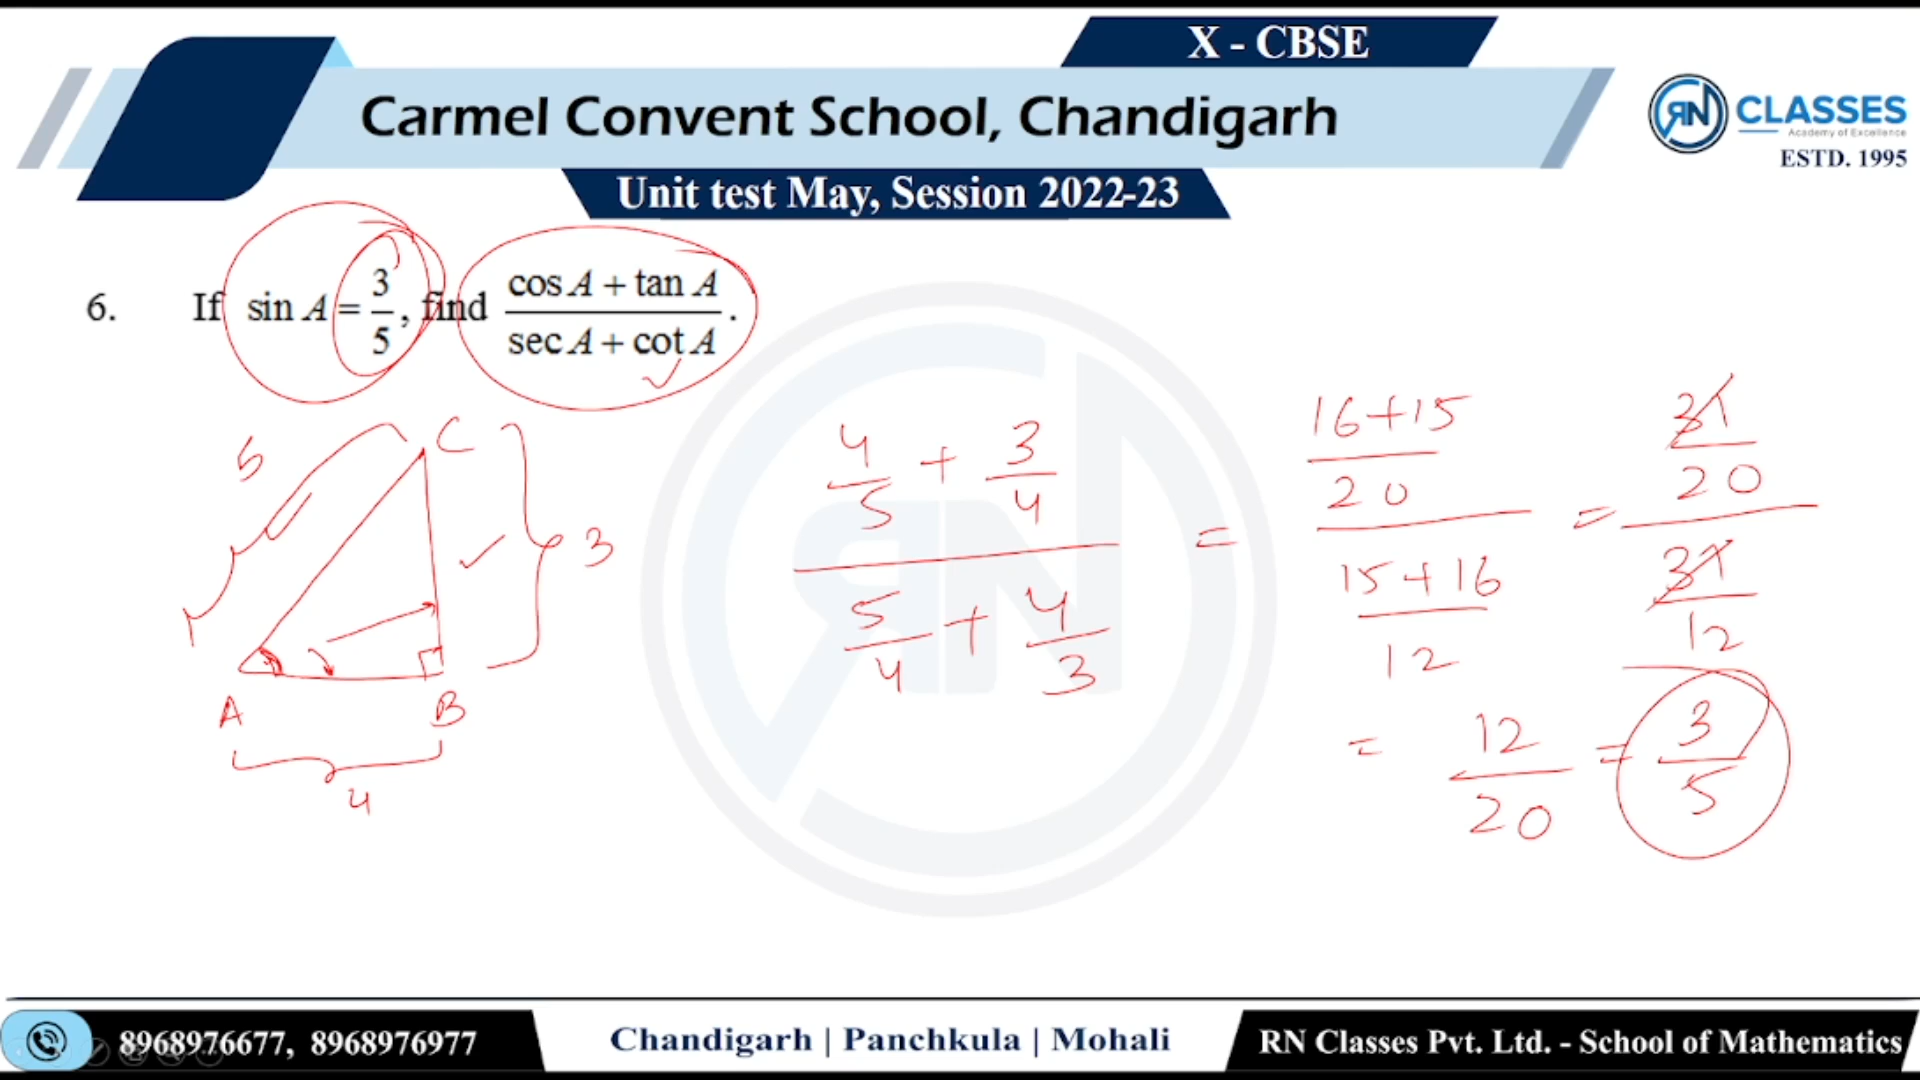 X - CBSE
Carmel Convent School, Chandigarh
RN CLASSES
Academy of Excellence
ESTD. 1995
Unit test May, Session 2022-23
6. If sin A = 3/5, find (cos A + tan A)/(sec A + cot A).
5
C
3
A
B
4
4/5 + 3/4
5/4 + 4/3
=
16+15
20
15+16
12
=
31
20
31
12
= 12/20 = 3/5
RN
8968976677, 8968976977
Chandigarh | Panchkula | Mohali
RN Classes Pvt. Ltd. - School of Mathematics